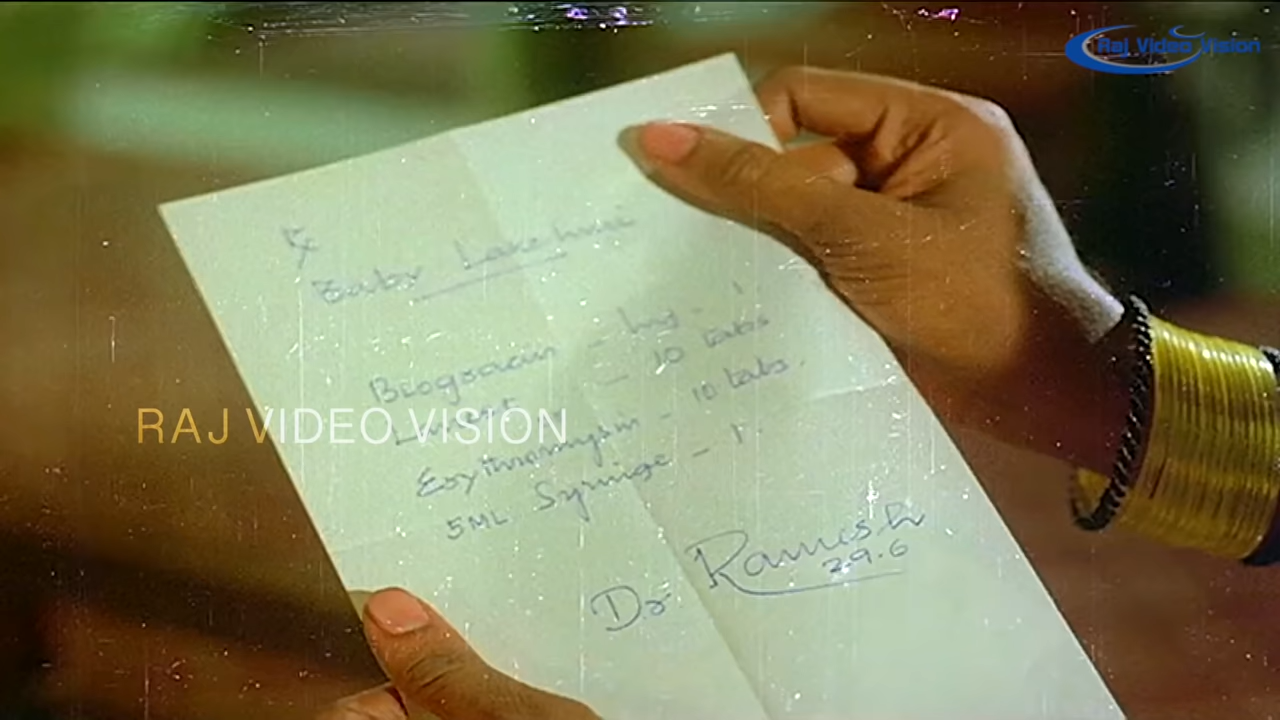 Raj Video Vision
Rx
Baby Lakshmi
Biogaracin - Inj - 1
- 10 tabs
RAJ VIDEO VISION
Erythromysin - 10 tabs.
5ML Syringe - 1.
Dr. Ramesh
29.6